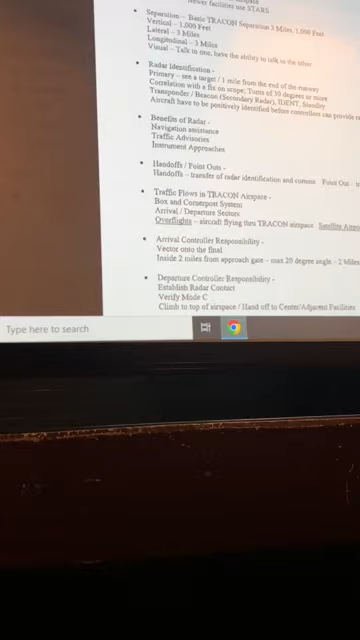 Newer facilities use STARS
• Separation – Basic TRACON Separation 3 Miles, 1,000 Feet
Vertical – 1,000 Feet
Lateral – 3 Miles
Longitudinal – 3 Miles
Visual – Talk to one, have the ability to talk to the other
• Radar Identification -
Primary – see a target / 1 mile from the end of the runway
Correlation with a fix on scope; Turns of 30 degrees or more
Transponder / Beacon (Secondary Radar), IDENT, Standby
Aircraft have to be positively identified before controllers can provide
• Benefits of Radar -
Navigation assistance
Traffic Advisories
Instrument Approaches
• Handoffs / Point Outs -
Handoffs – transfer of radar identification and comms Point Out -
• Traffic Flows in TRACON Airspace -
Box and Cornerpost System
Arrival / Departure Sectors
Overflights – aircraft flying thru TRACON airspace Satellite
• Arrival Controller Responsibility -
Vector onto the final
Inside 2 miles from approach gate – max 20 degree angle – 2 Miles
• Departure Controller Responsibility -
Establish Radar Contact
Verify Mode C
Climb to top of airspace / Hand off to Center/Adjacent Facilities
Type here to search